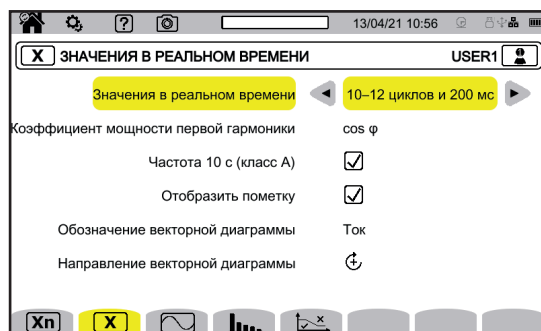 13/04/21 10:56
X ЗНАЧЕНИЯ В РЕАЛЬНОМ ВРЕМЕНИ USER1
Значения в реальном времени 10–12 циклов и 200 мс
Коэффициент мощности первой гармоники cos φ
Частота 10 с (класс A)
Отобразить пометку
Обозначение векторной диаграммы Ток
Направление векторной диаграммы
Xn X